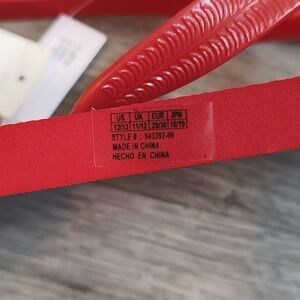 US UK EUR JPN
12/13 11/12 29/30 18/19
STYLE # : 543392-60
MADE IN CHINA
HECHO EN CHINA